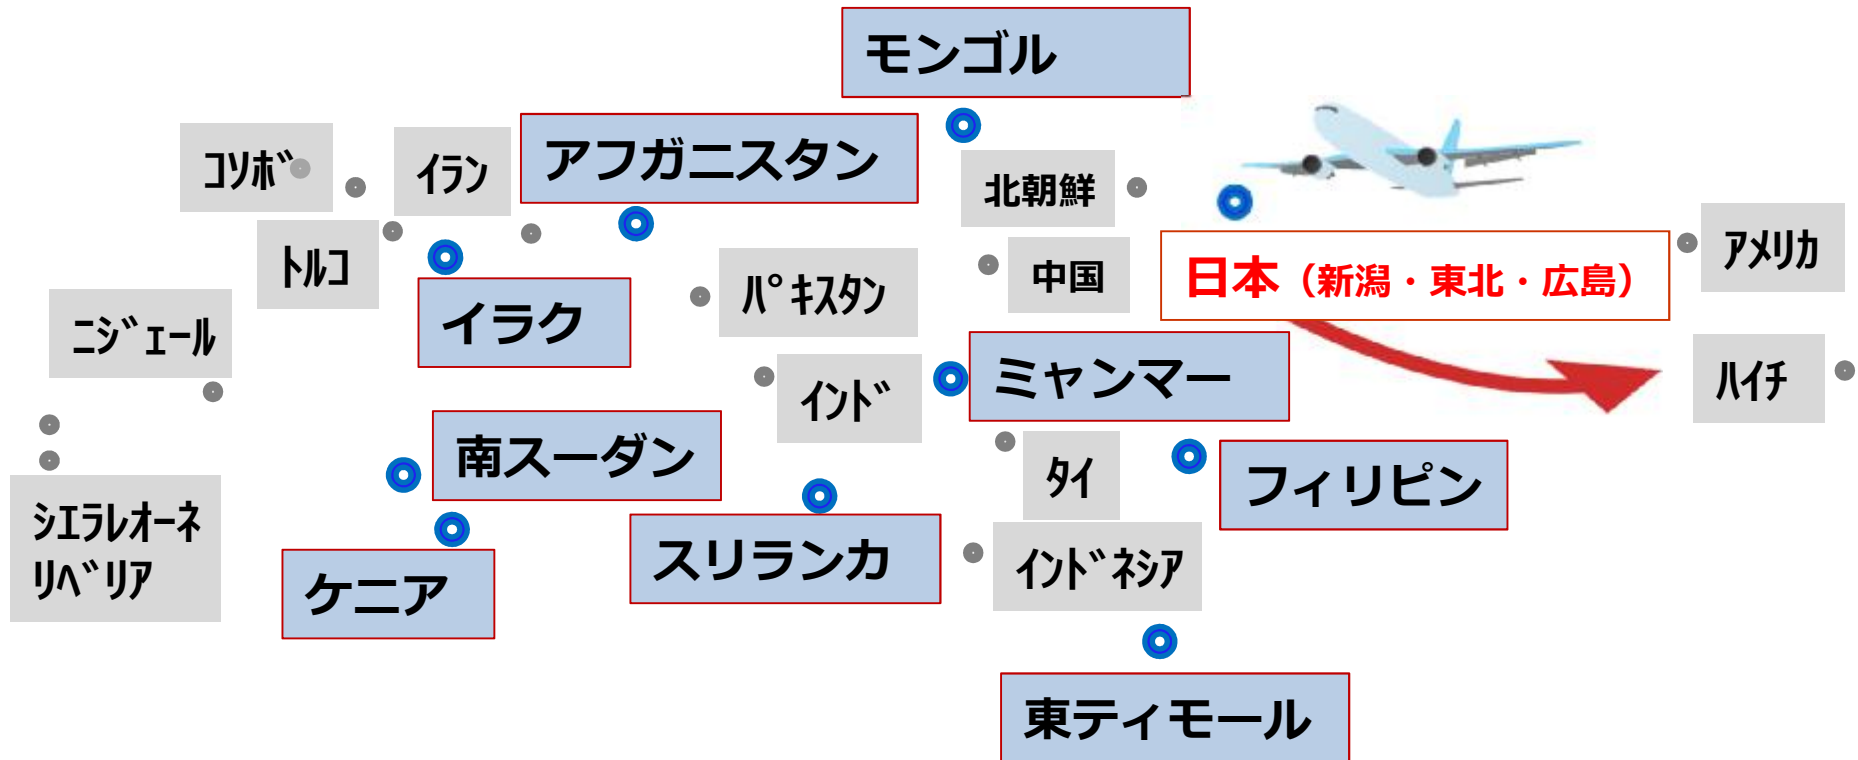 モンゴル
アフガニスタン
コソボ
イラン
北朝鮮
トルコ
中国
日本（新潟・東北・広島）
アメリカ
パキスタン
イラク
ニジェール
ミャンマー
ハイチ
インド
南スーダン
タイ
フィリピン
シエラレオーネ
リベリア
スリランカ
インドネシア
ケニア
東ティモール